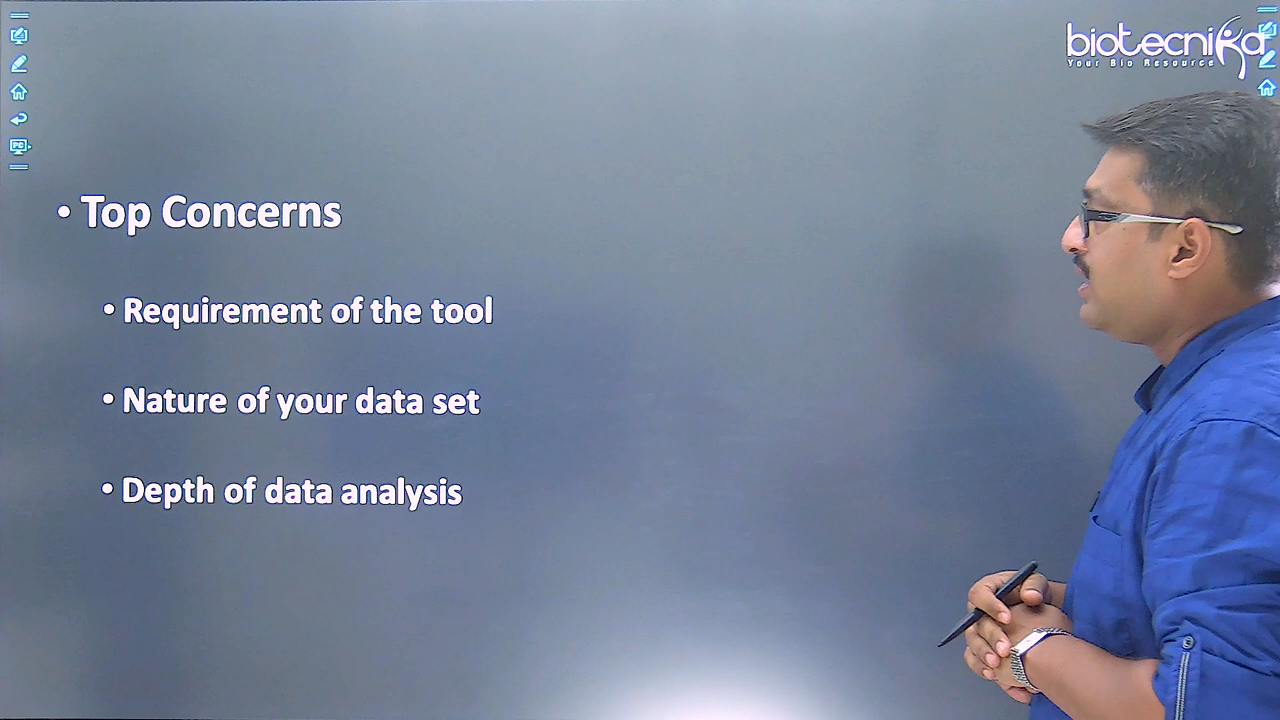 biotecnika
Your Bio Resource
PC
• Top Concerns
• Requirement of the tool
• Nature of your data set
• Depth of data analysis